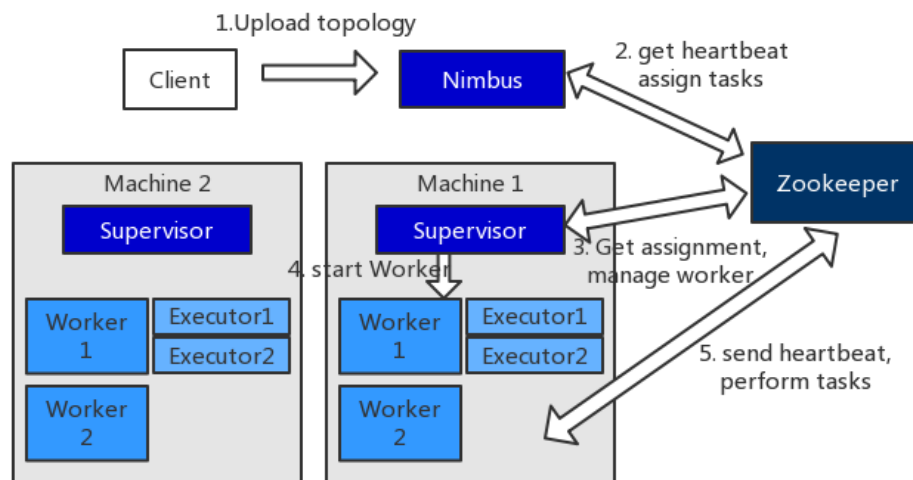 1.Upload topology
Client
Nimbus
2. get heartbeat
assign tasks
Zookeeper
Machine 2
Supervisor
Worker
1
Executor1
Executor2
Worker
2
Machine 1
Supervisor
3. Get assignment,
manage worker
4. start Worker
Worker
1
Executor1
Executor2
Worker
2
5. send heartbeat,
perform tasks